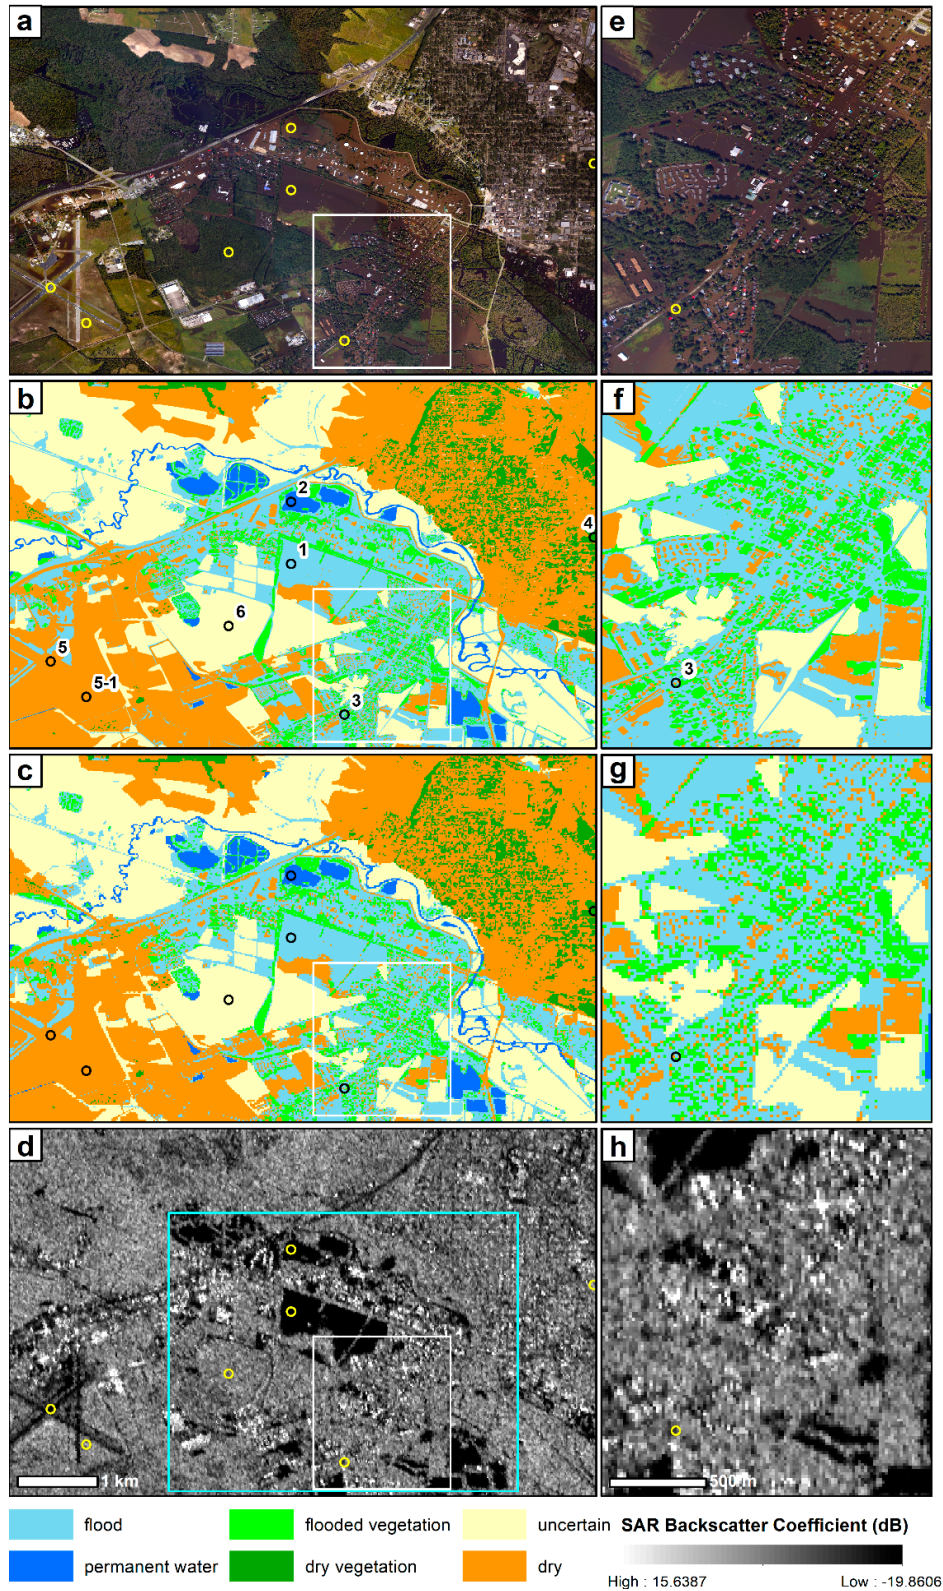 a
e
b
2
1
4
6
5
5-1
3
f
3
c
g
d
1 km
h
500 m
flood
flooded vegetation
uncertain
SAR Backscatter Coefficient (dB)
permanent water
dry vegetation
dry
High : 15.6387
Low : -19.8606